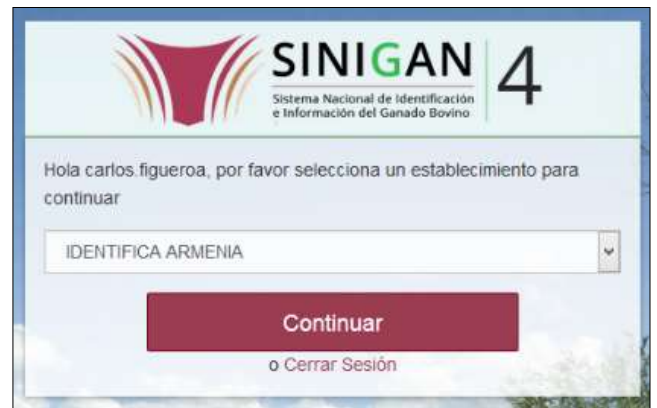 SINIGAN 4
Sistema Nacional de Identificación
e Información del Ganado Bovino
Hola carlos.figueroa, por favor selecciona un establecimiento para
continuar
IDENTIFICA ARMENIA
Continuar
o Cerrar Sesión